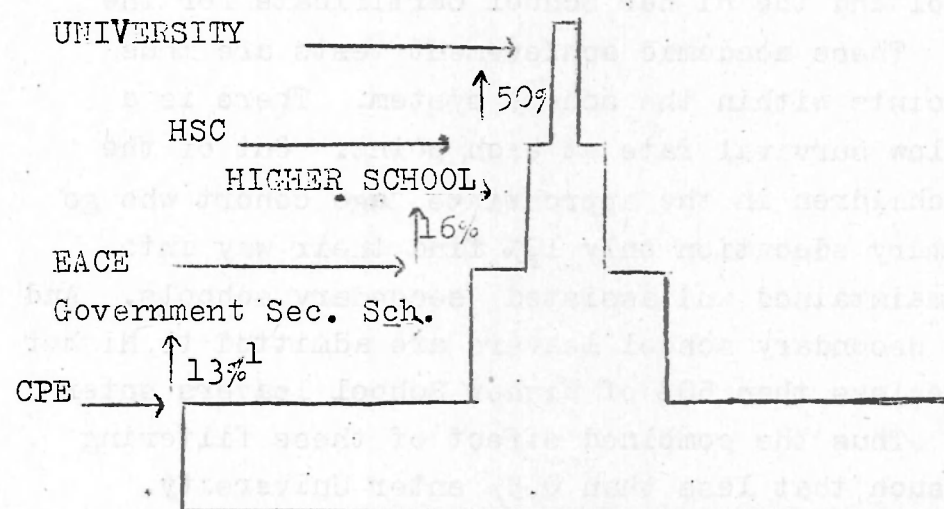 UNIVERSITY
50%
HSC
HIGHER SCHOOL
16%
EACE
Government Sec. Sch.
13%1
CPE